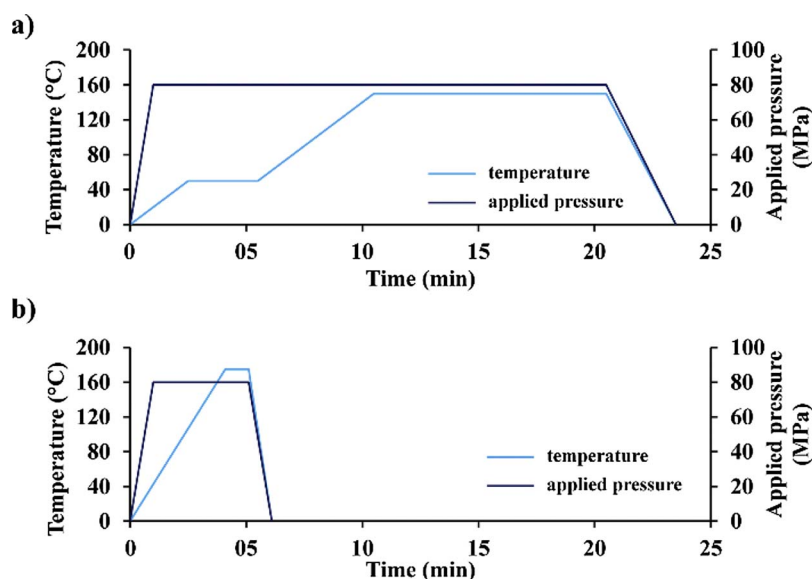 a)
Temperature (°C)
200
160
120
80
40
0
temperature
applied pressure
100
80
60
40
20
0
Applied pressure
(MPa)
0
05
10
15
20
25
Time (min)
b)
Temperature (°C)
200
160
120
80
40
0
temperature
applied pressure
100
80
60
40
20
0
Applied pressure
(MPa)
0
05
10
15
20
25
Time (min)